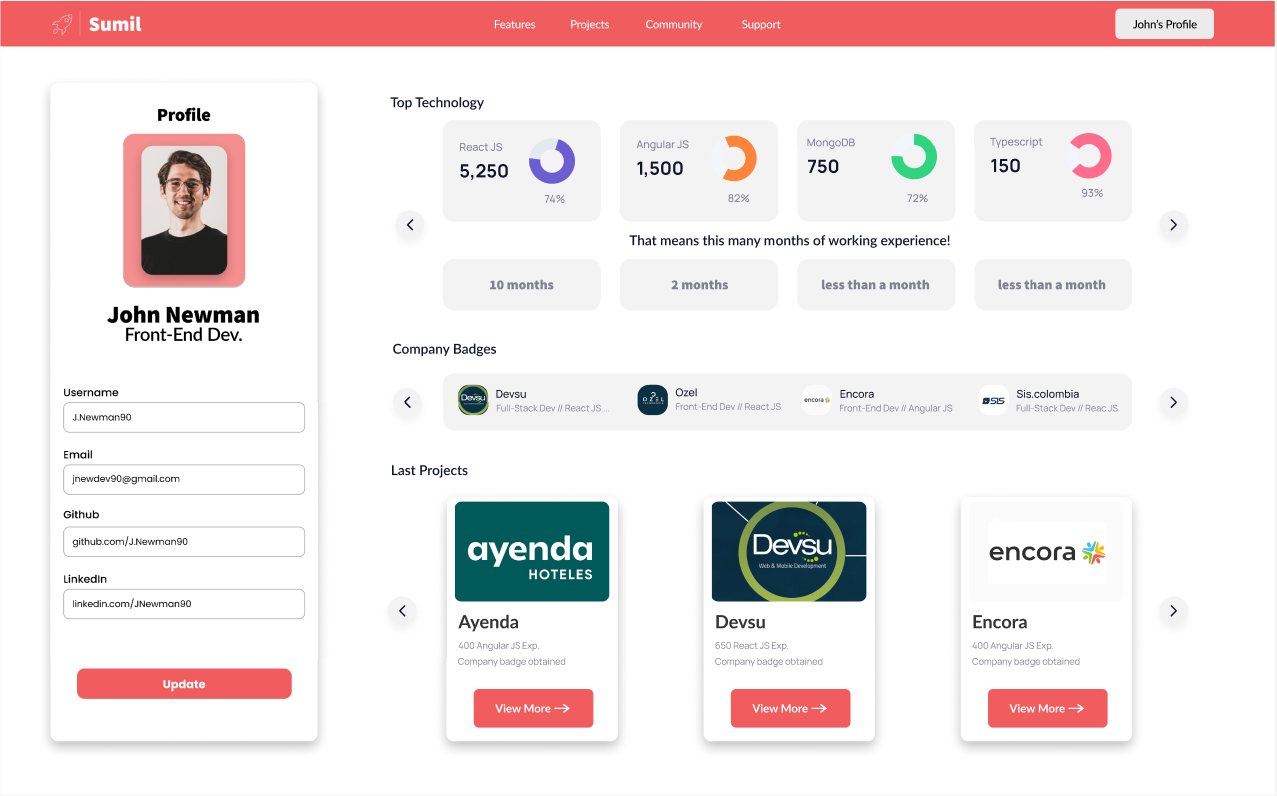 Sumil
Features
Projects
Community
Support
John's Profile
Profile
John Newman
Front-End Dev.
Username
J.Newman90
Email
jnewdev90@gmail.com
Github
github.com/J.Newman90
LinkedIn
linkedin.com/JNewman90
Update
Top Technology
React JS
5,250
74%
Angular JS
1,500
82%
MongoDB
750
72%
Typescript
150
93%
That means this many months of working experience!
10 months
2 months
less than a month
less than a month
Company Badges
Devsu
Devsu
Full-Stack Dev // React JS ...
OZEL
Ozel
Front-End Dev // React JS
encora
Encora
Front-End Dev // Angular JS
SIS
Sis.colombia
Full-Stack Dev // Reac JS
Last Projects
ayenda
HOTELES
Ayenda
400 Angular JS Exp.
Company badge obtained
View More
Devsu
Web & Mobile Development
Devsu
650 React JS Exp.
Company badge obtained
View More
encora
Encora
400 Angular JS Exp.
Company badge obtained
View More